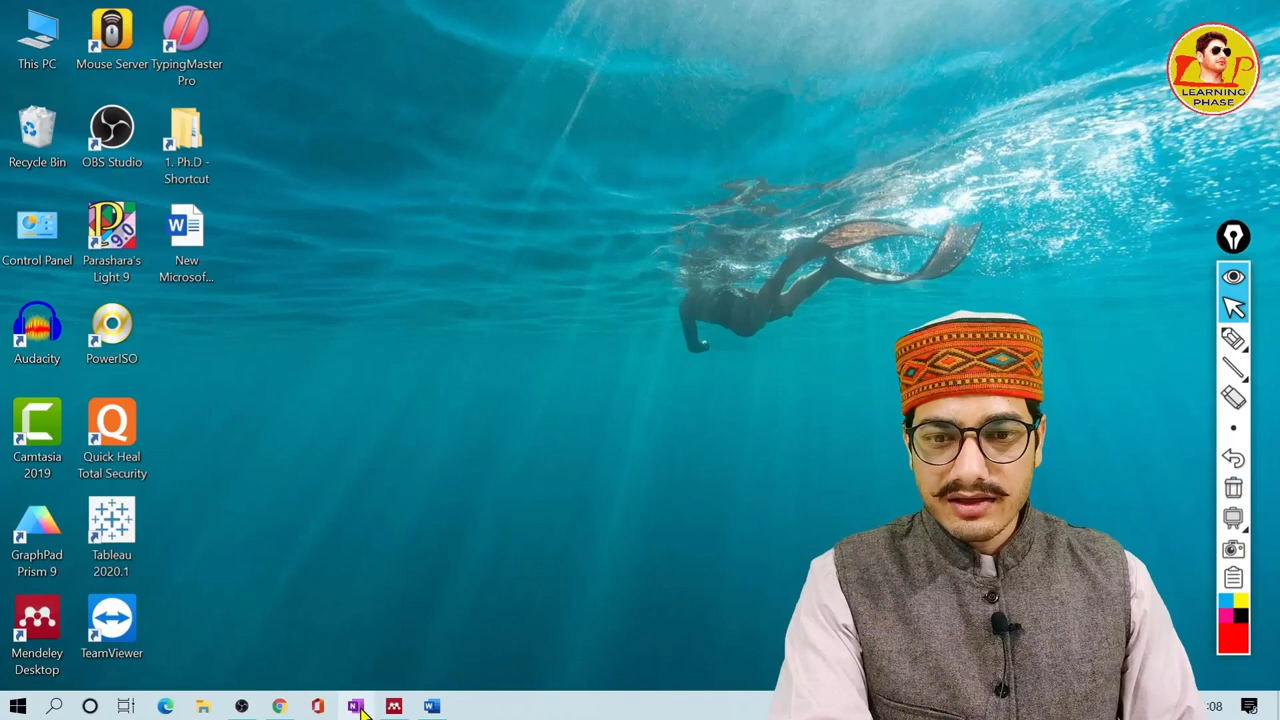 This PC
Mouse Server
TypingMaster
Pro
LEARNING
PHASE
Recycle Bin
OBS Studio
1. Ph.D -
Shortcut
Control Panel
Parashara's
Light 9
New
Microsof...
P
9.0
W
Audacity
PowerISO
Camtasia
2019
Quick Heal
Total Security
GraphPad
Prism 9
Tableau
2020.1
Mendeley
Desktop
TeamViewer
:08